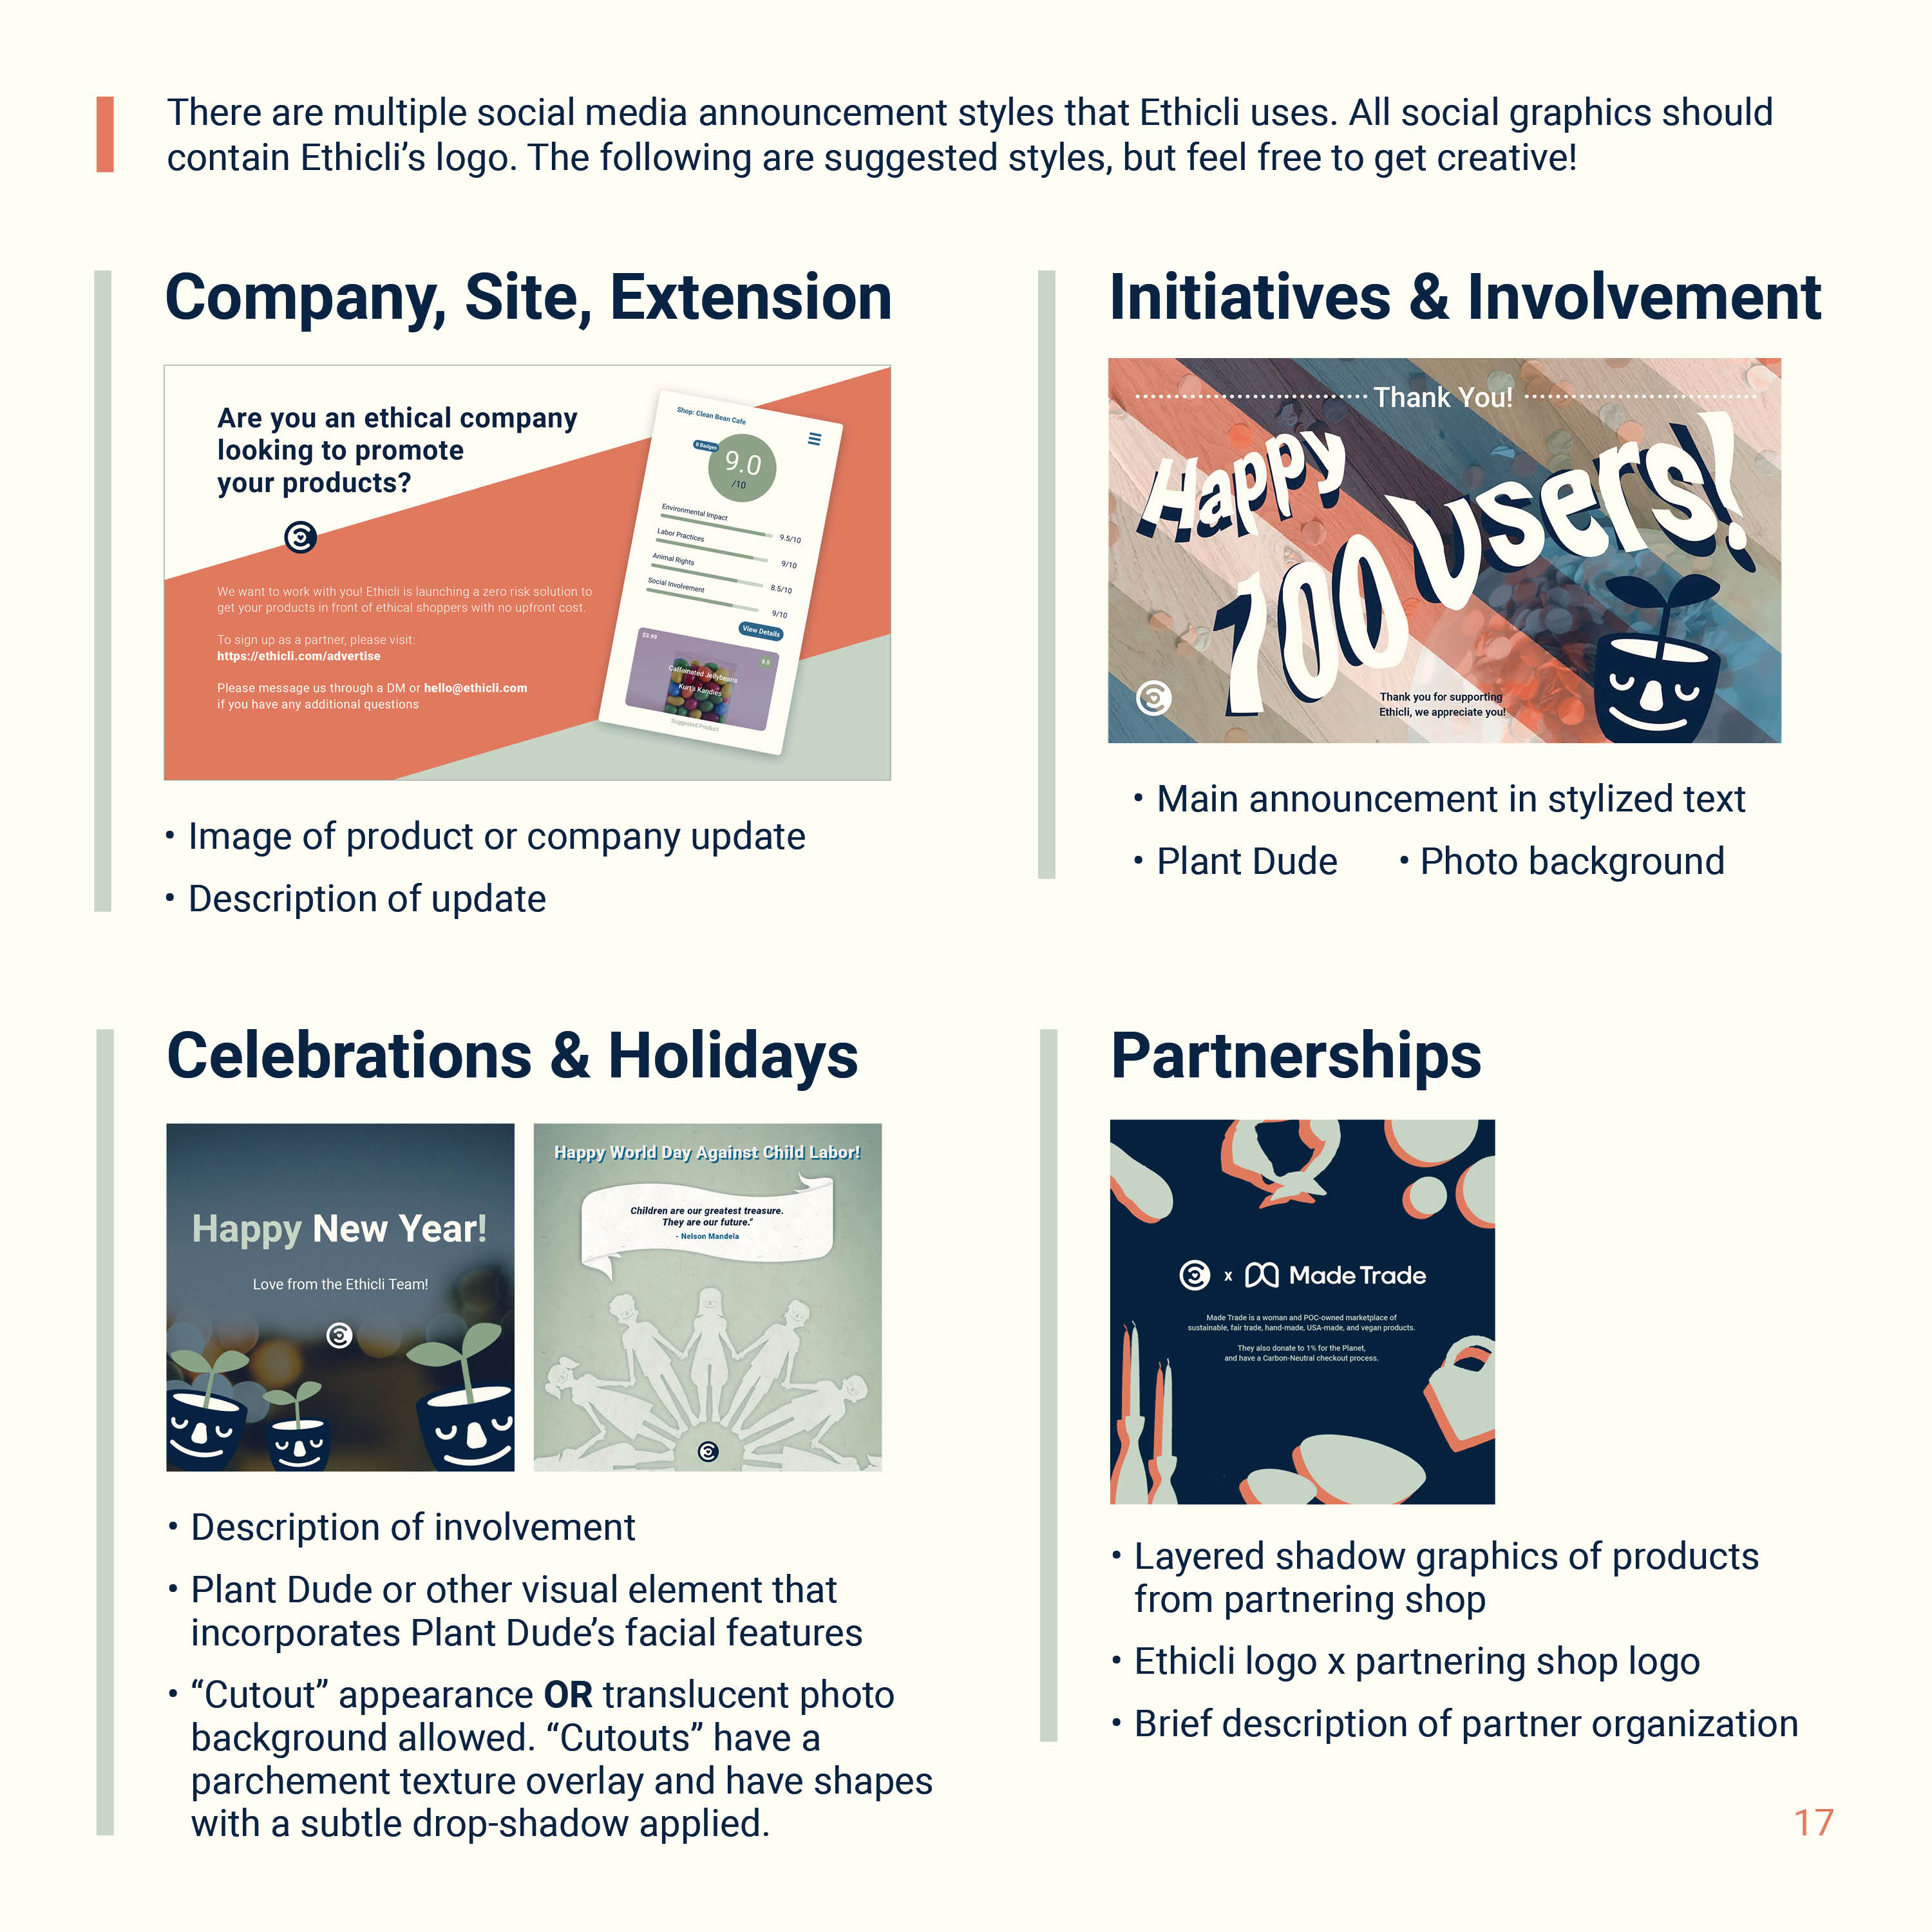 There are multiple social media announcement styles that Ethicli uses. All social graphics should
contain Ethicli’s logo. The following are suggested styles, but feel free to get creative!
Company, Site, Extension
Are you an ethical company
looking to promote
your products?
We want to work with you! Ethicli is launching a zero risk solution to
get your products in front of ethical shoppers with no upfront cost.
To sign up as a partner, please visit:
https://ethicli.com/advertise
Please message us through a DM or hello@ethicli.com
if you have any additional questions
Shop: Clean Bean Cafe
8 Badges
9.0
/10
Environmental Impact
9.5/10
Labor Practices
9/10
Animal Rights
8.5/10
Social Involvement
9/10
View Details
$3.99
9.5
Caffeinated Jellybeans
Kurt's Kandies
Suggested Product
• Image of product or company update
• Description of update
Initiatives & Involvement
Thank You!
Happy
100 Users!
Thank you for supporting
Ethicli, we appreciate you!
• Main announcement in stylized text
• Plant Dude • Photo background
Celebrations & Holidays
Happy New Year!
Love from the Ethicli Team!
Happy World Day Against Child Labor!
Children are our greatest treasure.
They are our future."
- Nelson Mandela
• Description of involvement
• Plant Dude or other visual element that
incorporates Plant Dude’s facial features
• “Cutout” appearance OR translucent photo
background allowed. “Cutouts” have a
parchement texture overlay and have shapes
with a subtle drop-shadow applied.
Partnerships
x Made Trade
Made Trade is a woman and POC-owned marketplace of
sustainable, fair trade, hand-made, USA-made, and vegan products.
They also donate to 1% for the Planet,
and have a Carbon-Neutral checkout process.
• Layered shadow graphics of products
from partnering shop
• Ethicli logo x partnering shop logo
• Brief description of partner organization
17